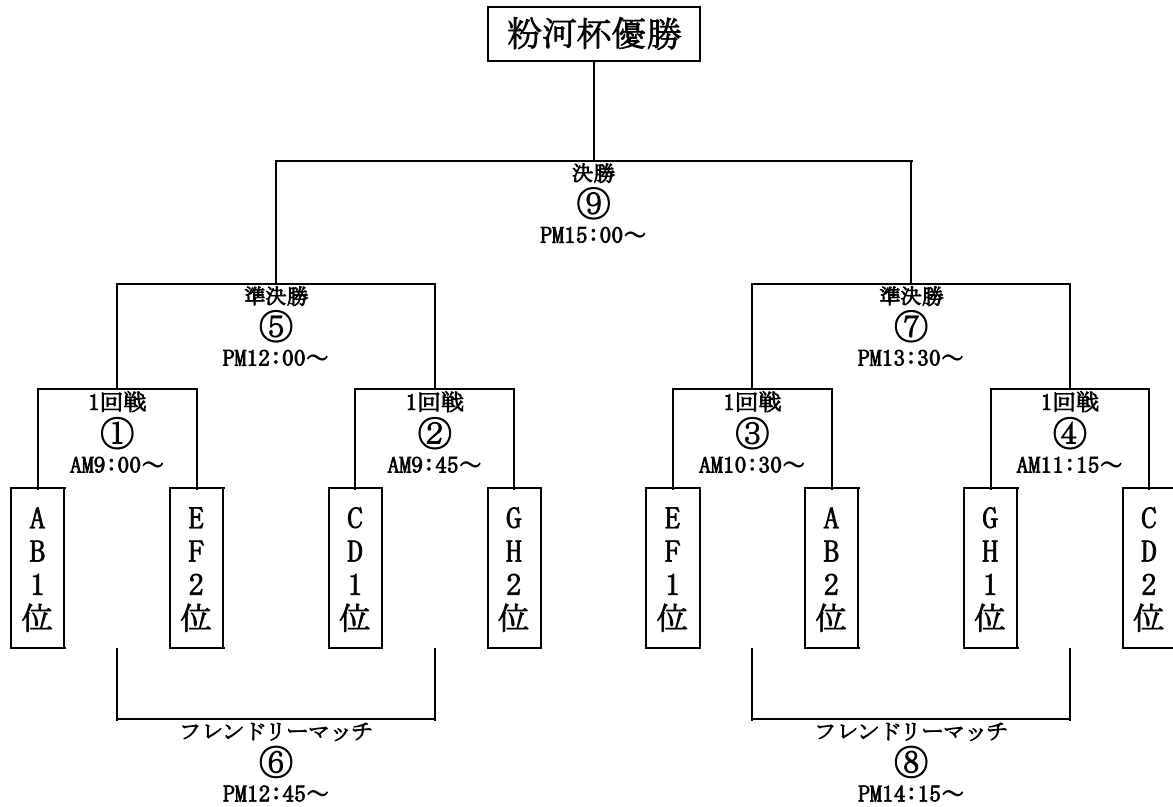 粉河杯優勝
決勝
⑨
PM15:00～
準決勝
⑤
PM12:00～
準決勝
⑦
PM13:30～
1回戦
①
AM9:00～
1回戦
②
AM9:45～
1回戦
③
AM10:30～
1回戦
④
AM11:15～
AB1位
EF2位
CD1位
GH2位
EF1位
AB2位
GH1位
CD2位
フレンドリーマッチ
⑥
PM12:45～
フレンドリーマッチ
⑧
PM14:15～